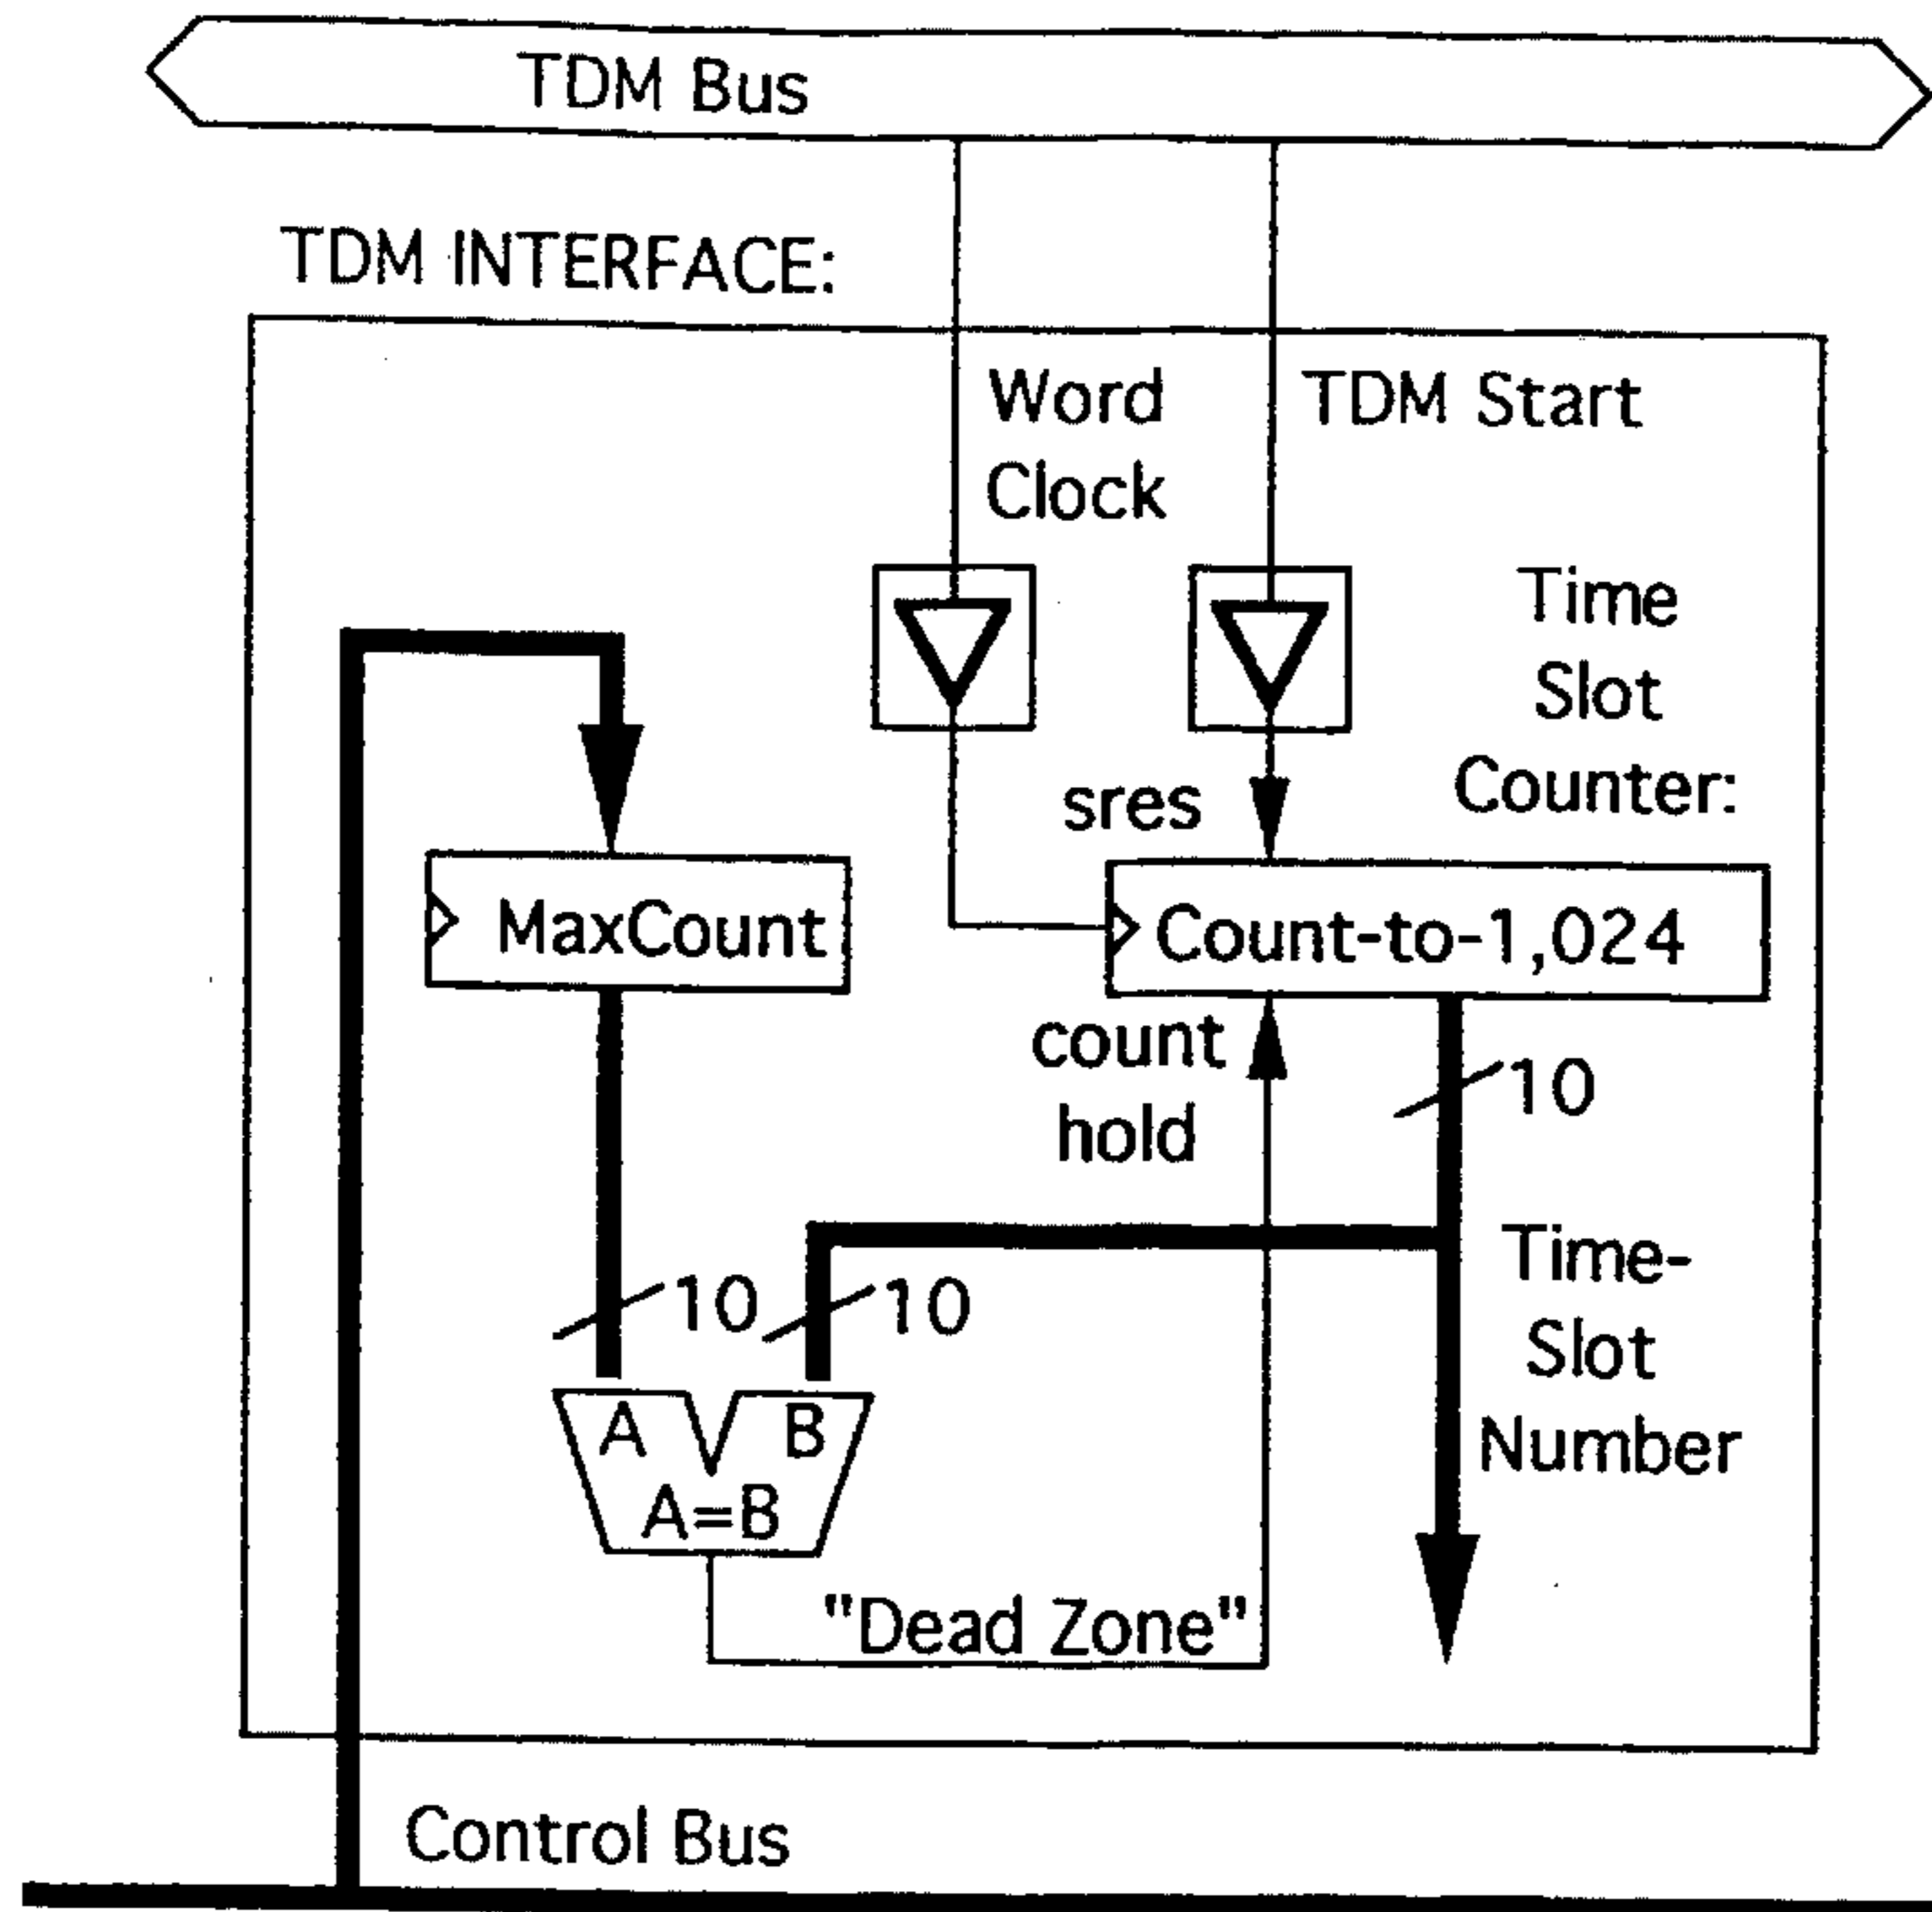 TDM Bus
TDM INTERFACE:
Word
Clock
TDM Start
Time
Slot
Counter:
sres
MaxCount
Count-to-1,024
count
hold
10
10
10
Time-
Slot
Number
A
B
A=B
"Dead Zone"
Control Bus